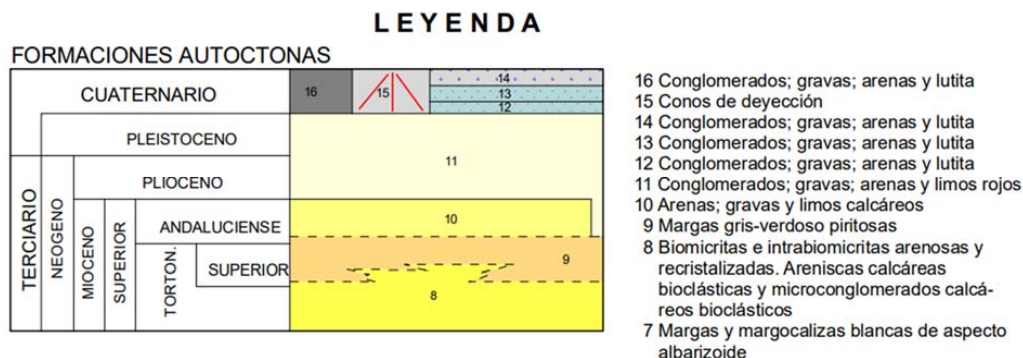 LEYENDA
FORMACIONES AUTOCTONAS
CUATERNARIO
16
15
14
13
12
PLEISTOCENO
11
TERCIARIO
NEOGENO
PLIOCENO
MIOCENO
SUPERIOR
ANDALUCIENSE
10
TORTON.
SUPERIOR
9
8
16 Conglomerados; gravas; arenas y lutita
15 Conos de deyección
14 Conglomerados; gravas; arenas y lutita
13 Conglomerados; gravas; arenas y lutita
12 Conglomerados; gravas; arenas y lutita
11 Conglomerados; gravas; arenas y limos rojos
10 Arenas; gravas y limos calcáreos
9 Margas gris-verdoso piritosas
8 Biomicritas e intrabiomicritas arenosas y
recristalizadas. Areniscas calcáreas
bioclásticas y microconglomerados calcá-
reos bioclásticos
7 Margas y margocalizas blancas de aspecto
albarizoide